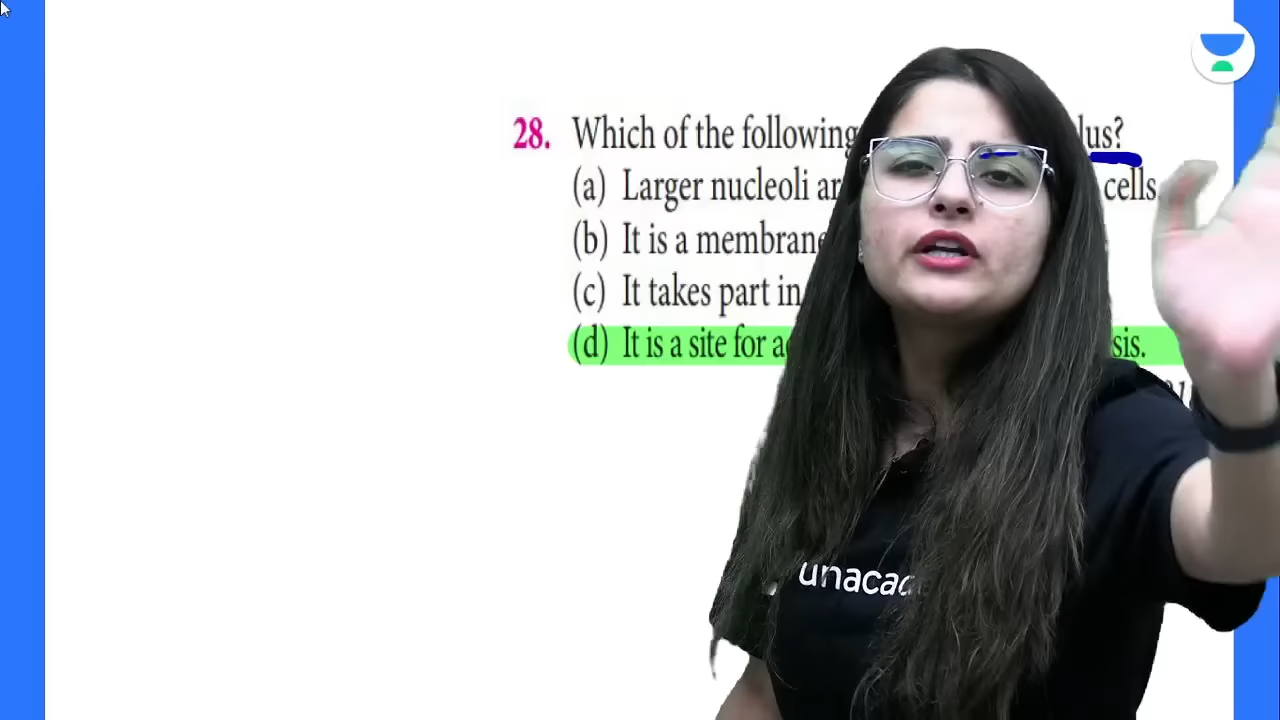 28. Which of the following lus?
(a) Larger nucleoli ar cells
(b) It is a membrane
(c) It takes part in
(d) It is a site for a sis.
unacad